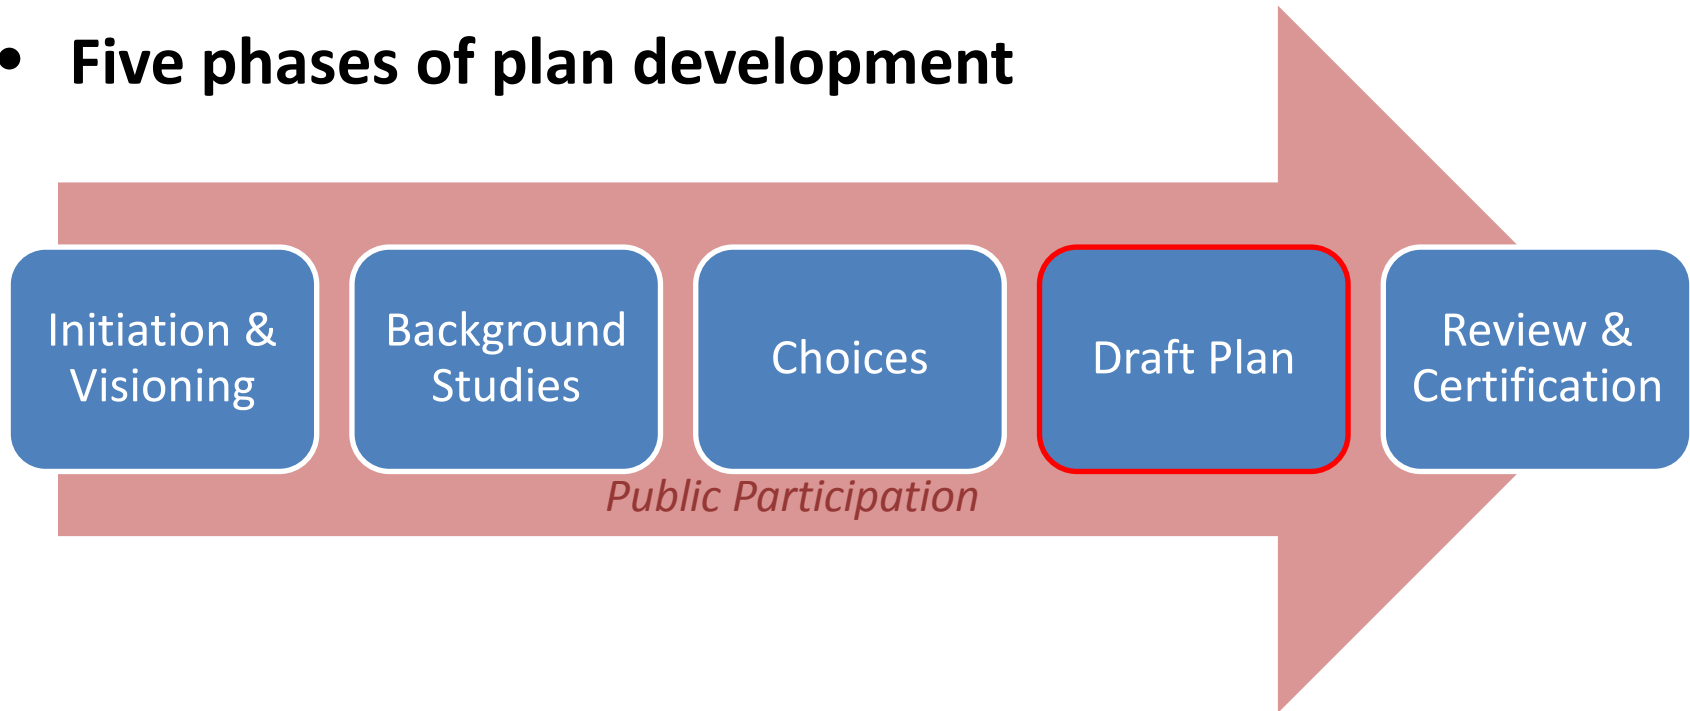 • Five phases of plan development
Initiation &
Visioning
Background
Studies
Choices
Draft Plan
Review &
Certification
Public Participation